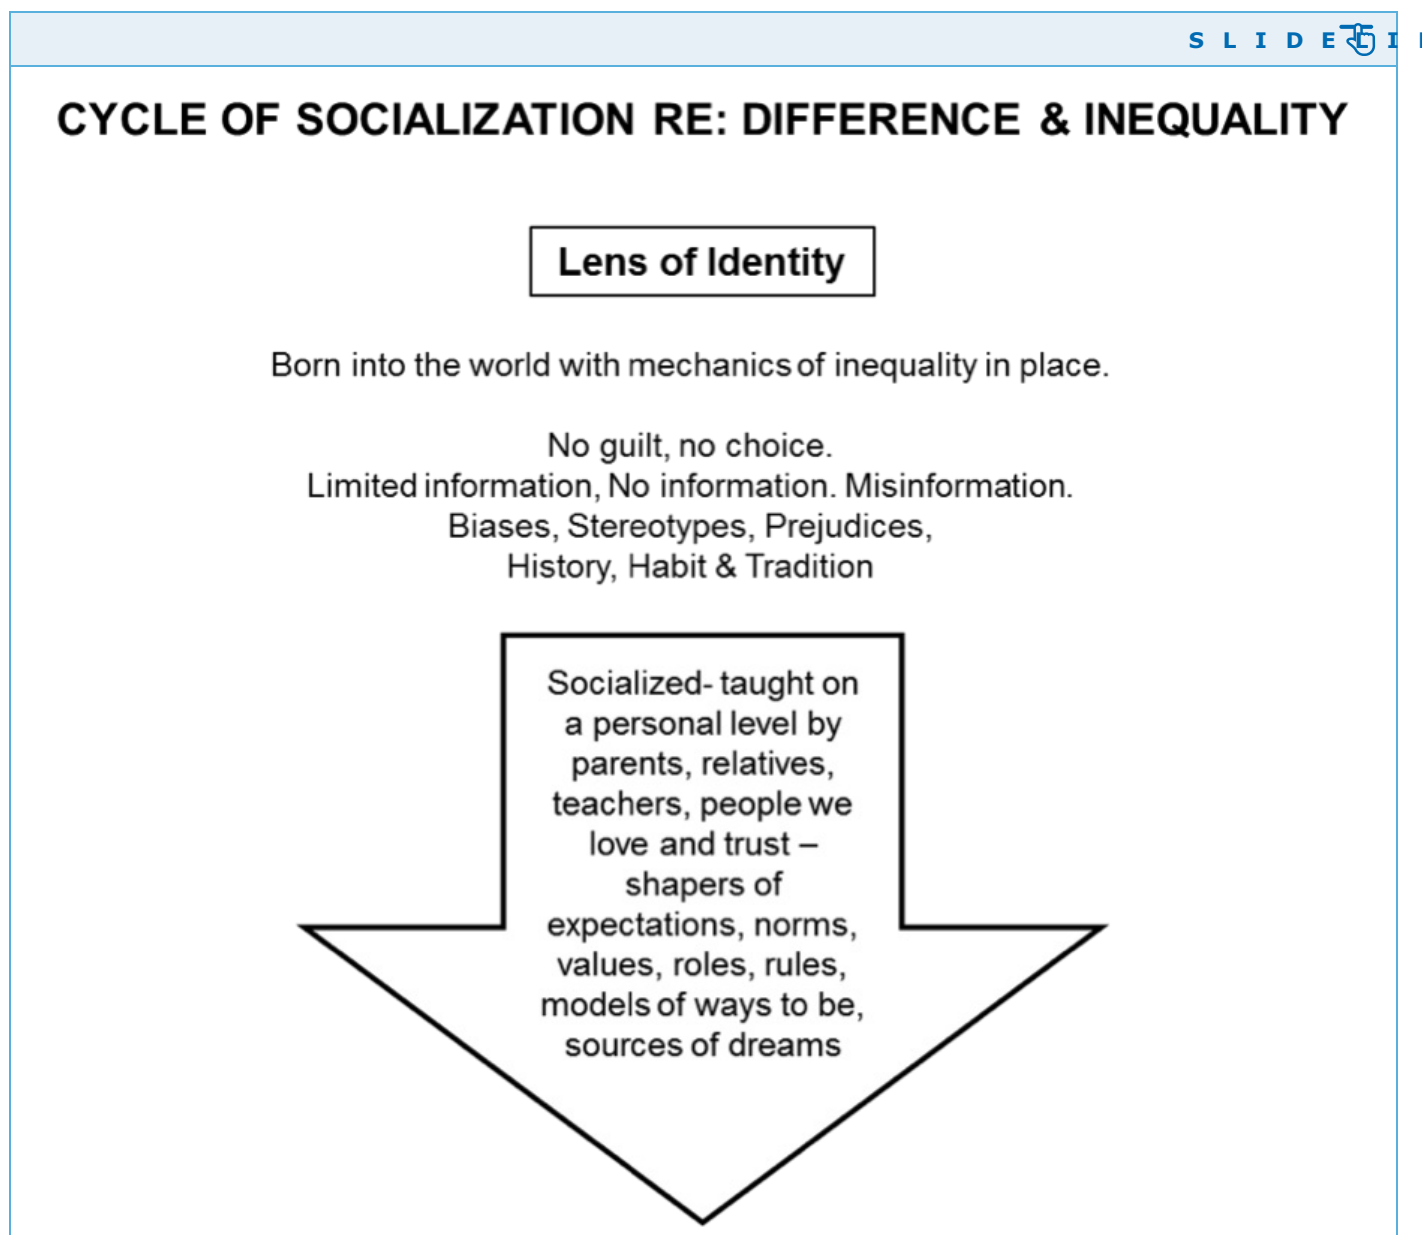 SLIDE LI
CYCLE OF SOCIALIZATION RE: DIFFERENCE & INEQUALITY
Lens of Identity
Born into the world with mechanics of inequality in place.
No guilt, no choice.
Limited information, No information. Misinformation.
Biases, Stereotypes, Prejudices,
History, Habit & Tradition
Socialized- taught on
a personal level by
parents, relatives,
teachers, people we
love and trust –
shapers of
expectations, norms,
values, roles, rules,
models of ways to be,
sources of dreams